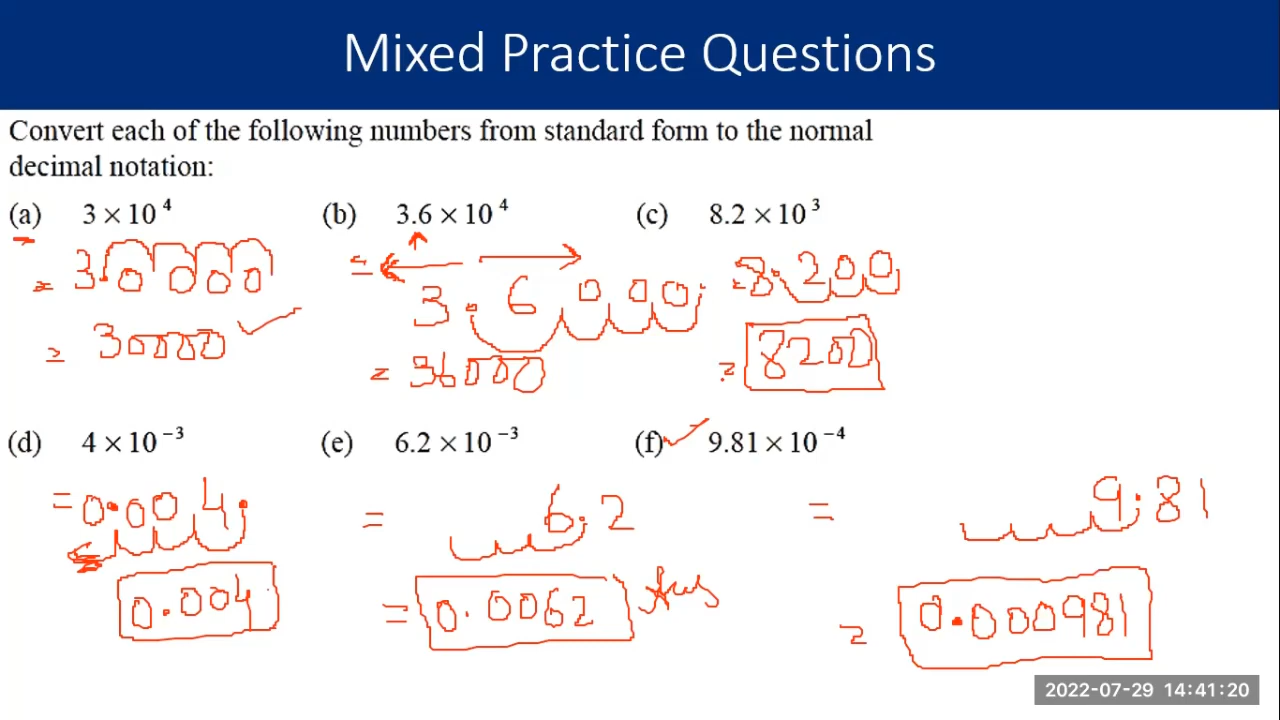 Mixed Practice Questions
Convert each of the following numbers from standard form to the normal
decimal notation:
(a) 3 × 10⁴ (b) 3.6 × 10⁴ (c) 8.2 × 10³
= 3.0000
= 30000
= 3.6000.
= 36000
= 8.200
= 8200
(d) 4 × 10⁻³ (e) 6.2 × 10⁻³ (f) 9.81 × 10⁻⁴
= 0.004.
0.004
= 6.2
= 0.0062 Ans
= 9.81
= 0.000981
2022-07-29 14:41:20